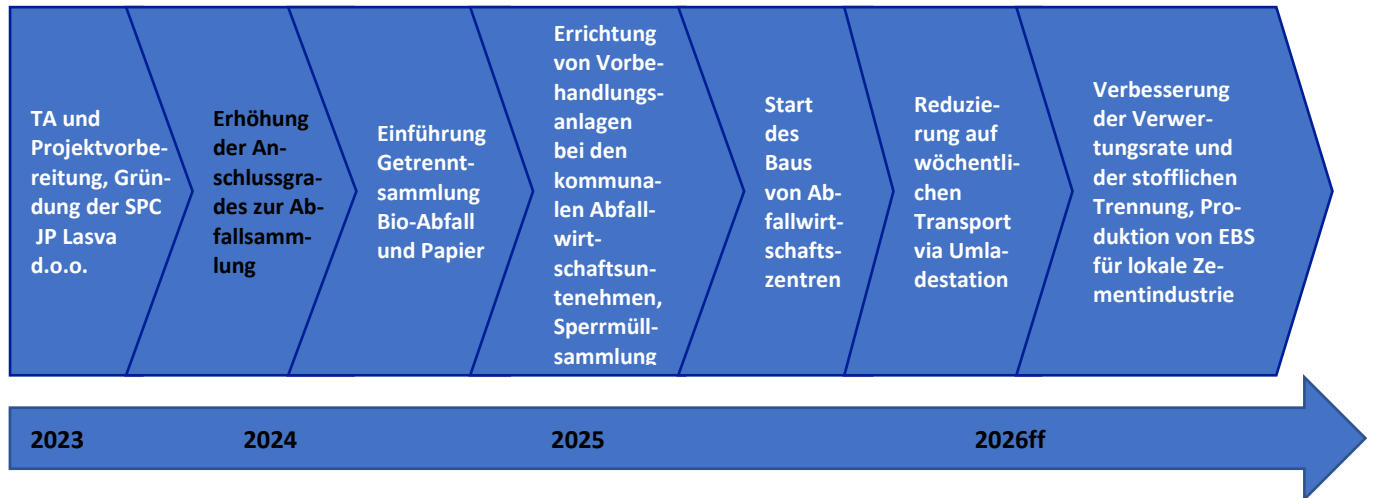 TA und
Projektvorbe-
reitung, Grün-
dung der SPC
JP Lasva
d.o.o.
Erhöhung
der An-
schlussgra-
des zur Ab-
fallsamm-
lung
Einführung
Getrennt-
sammlung
Bio-Abfall
und Papier
Errichtung
von Vorbe-
handlungs-
anlagen
bei den
kommuna-
len Abfall-
wirt-
schaftsun-
tenehmen,
Sperrmüll-
sammlung
Start
des
Baus
von Ab-
fallwirt-
schafts-
zentren
Reduzie-
rung auf
wöchentli-
chen
Transport
via Umla-
destation
Verbesserung
der Verwer-
tungsrate und
der stofflichen
Trennung, Pro-
duktion von EBS
für lokale Ze-
mentindustrie
2023
2024
2025
2026ff